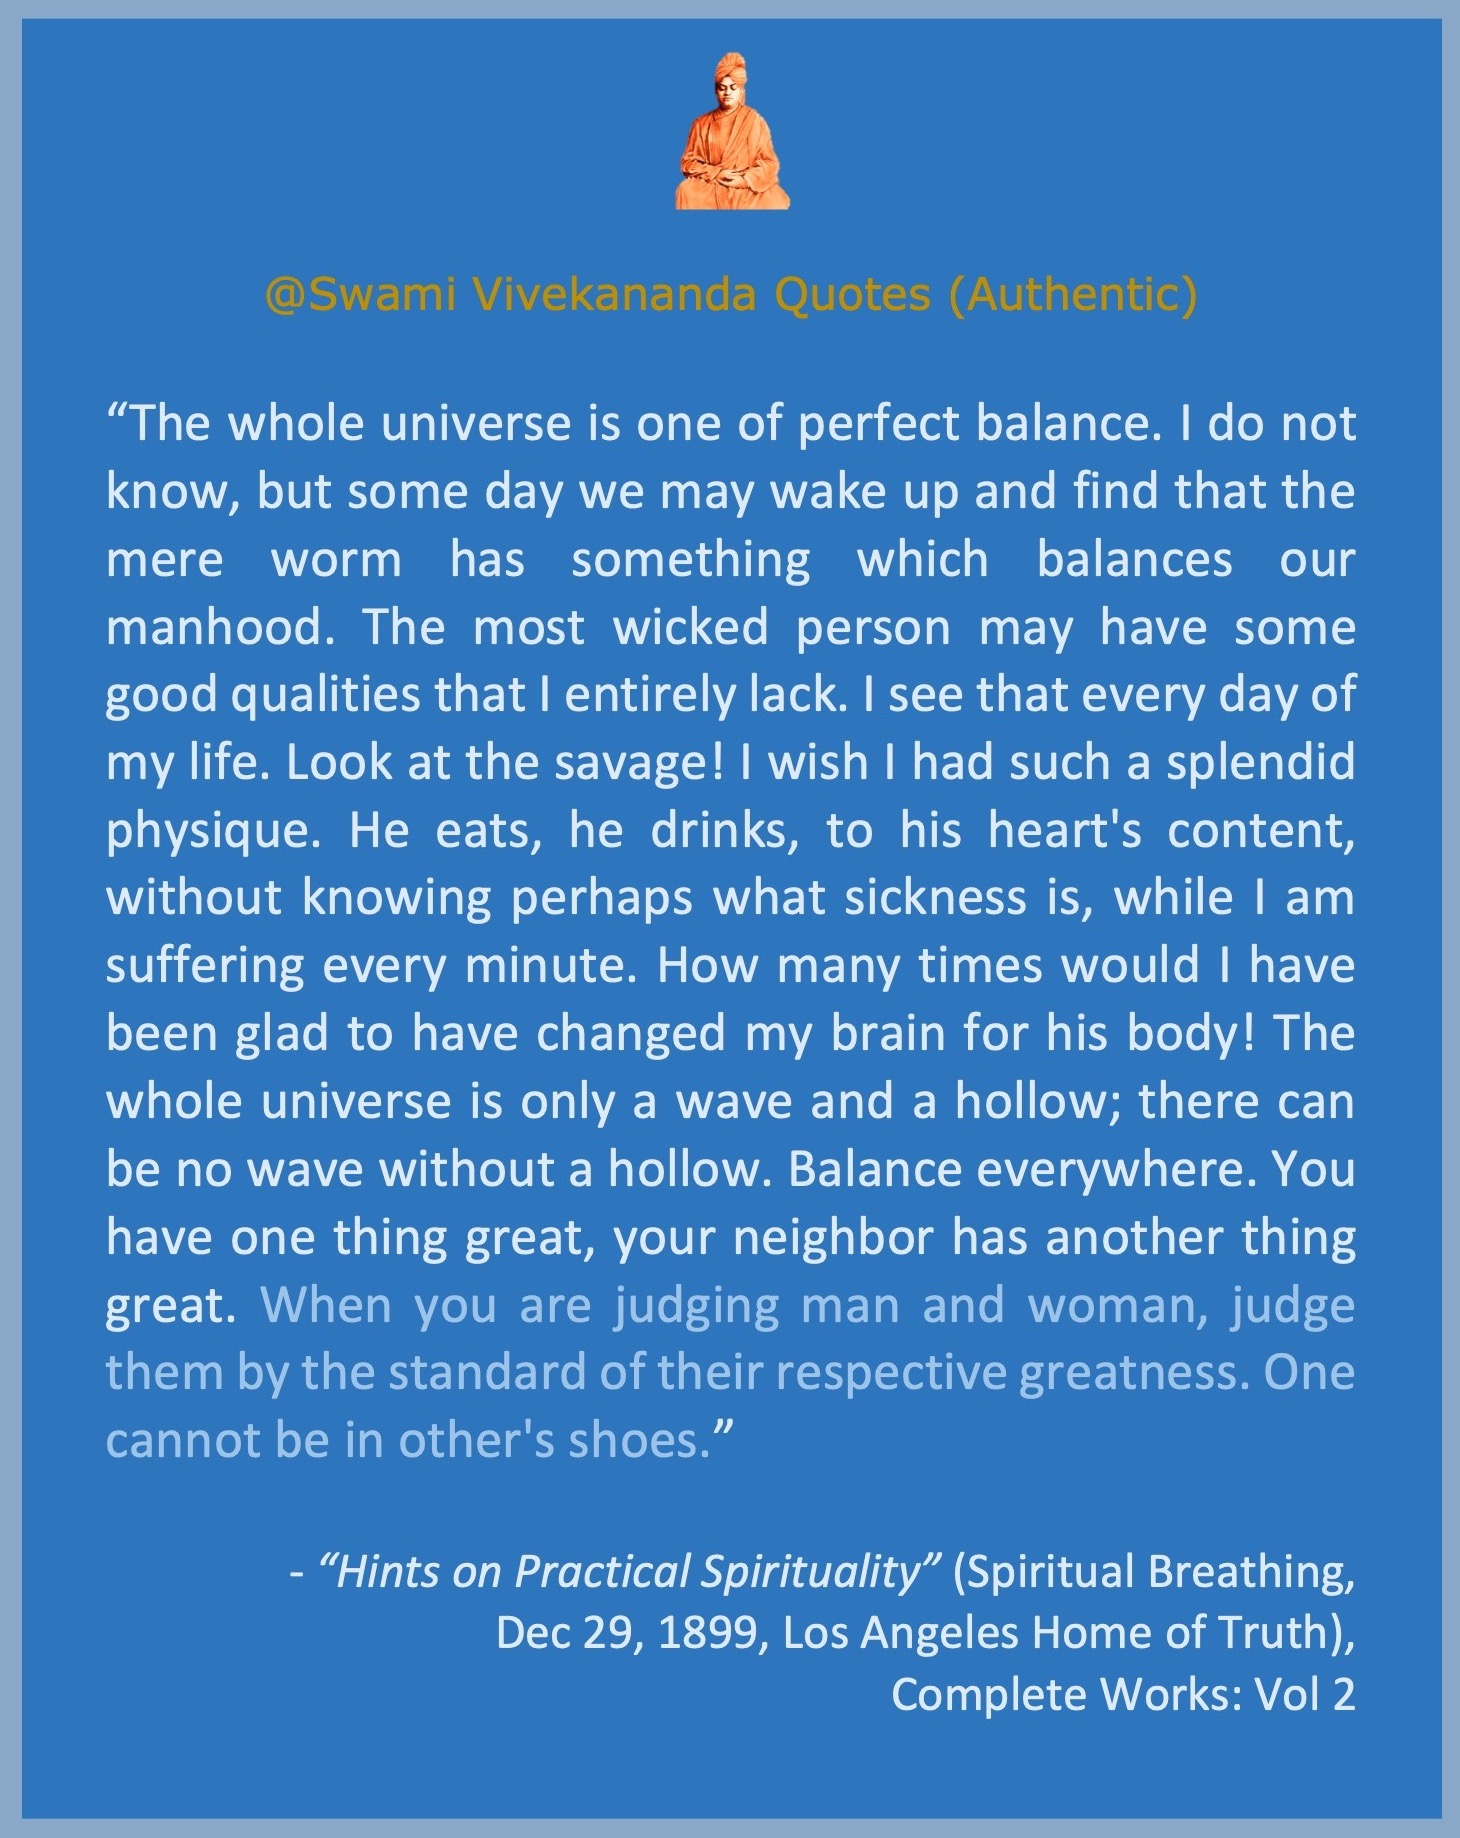 @Swami Vivekananda Quotes (Authentic)
“The whole universe is one of perfect balance. I do not
know, but some day we may wake up and find that the
mere worm has something which balances our
manhood. The most wicked person may have some
good qualities that I entirely lack. I see that every day of
my life. Look at the savage! I wish I had such a splendid
physique. He eats, he drinks, to his heart's content,
without knowing perhaps what sickness is, while I am
suffering every minute. How many times would I have
been glad to have changed my brain for his body! The
whole universe is only a wave and a hollow; there can
be no wave without a hollow. Balance everywhere. You
have one thing great, your neighbor has another thing
great. When you are judging man and woman, judge
them by the standard of their respective greatness. One
cannot be in other's shoes.”
- “Hints on Practical Spirituality” (Spiritual Breathing,
Dec 29, 1899, Los Angeles Home of Truth),
Complete Works: Vol 2